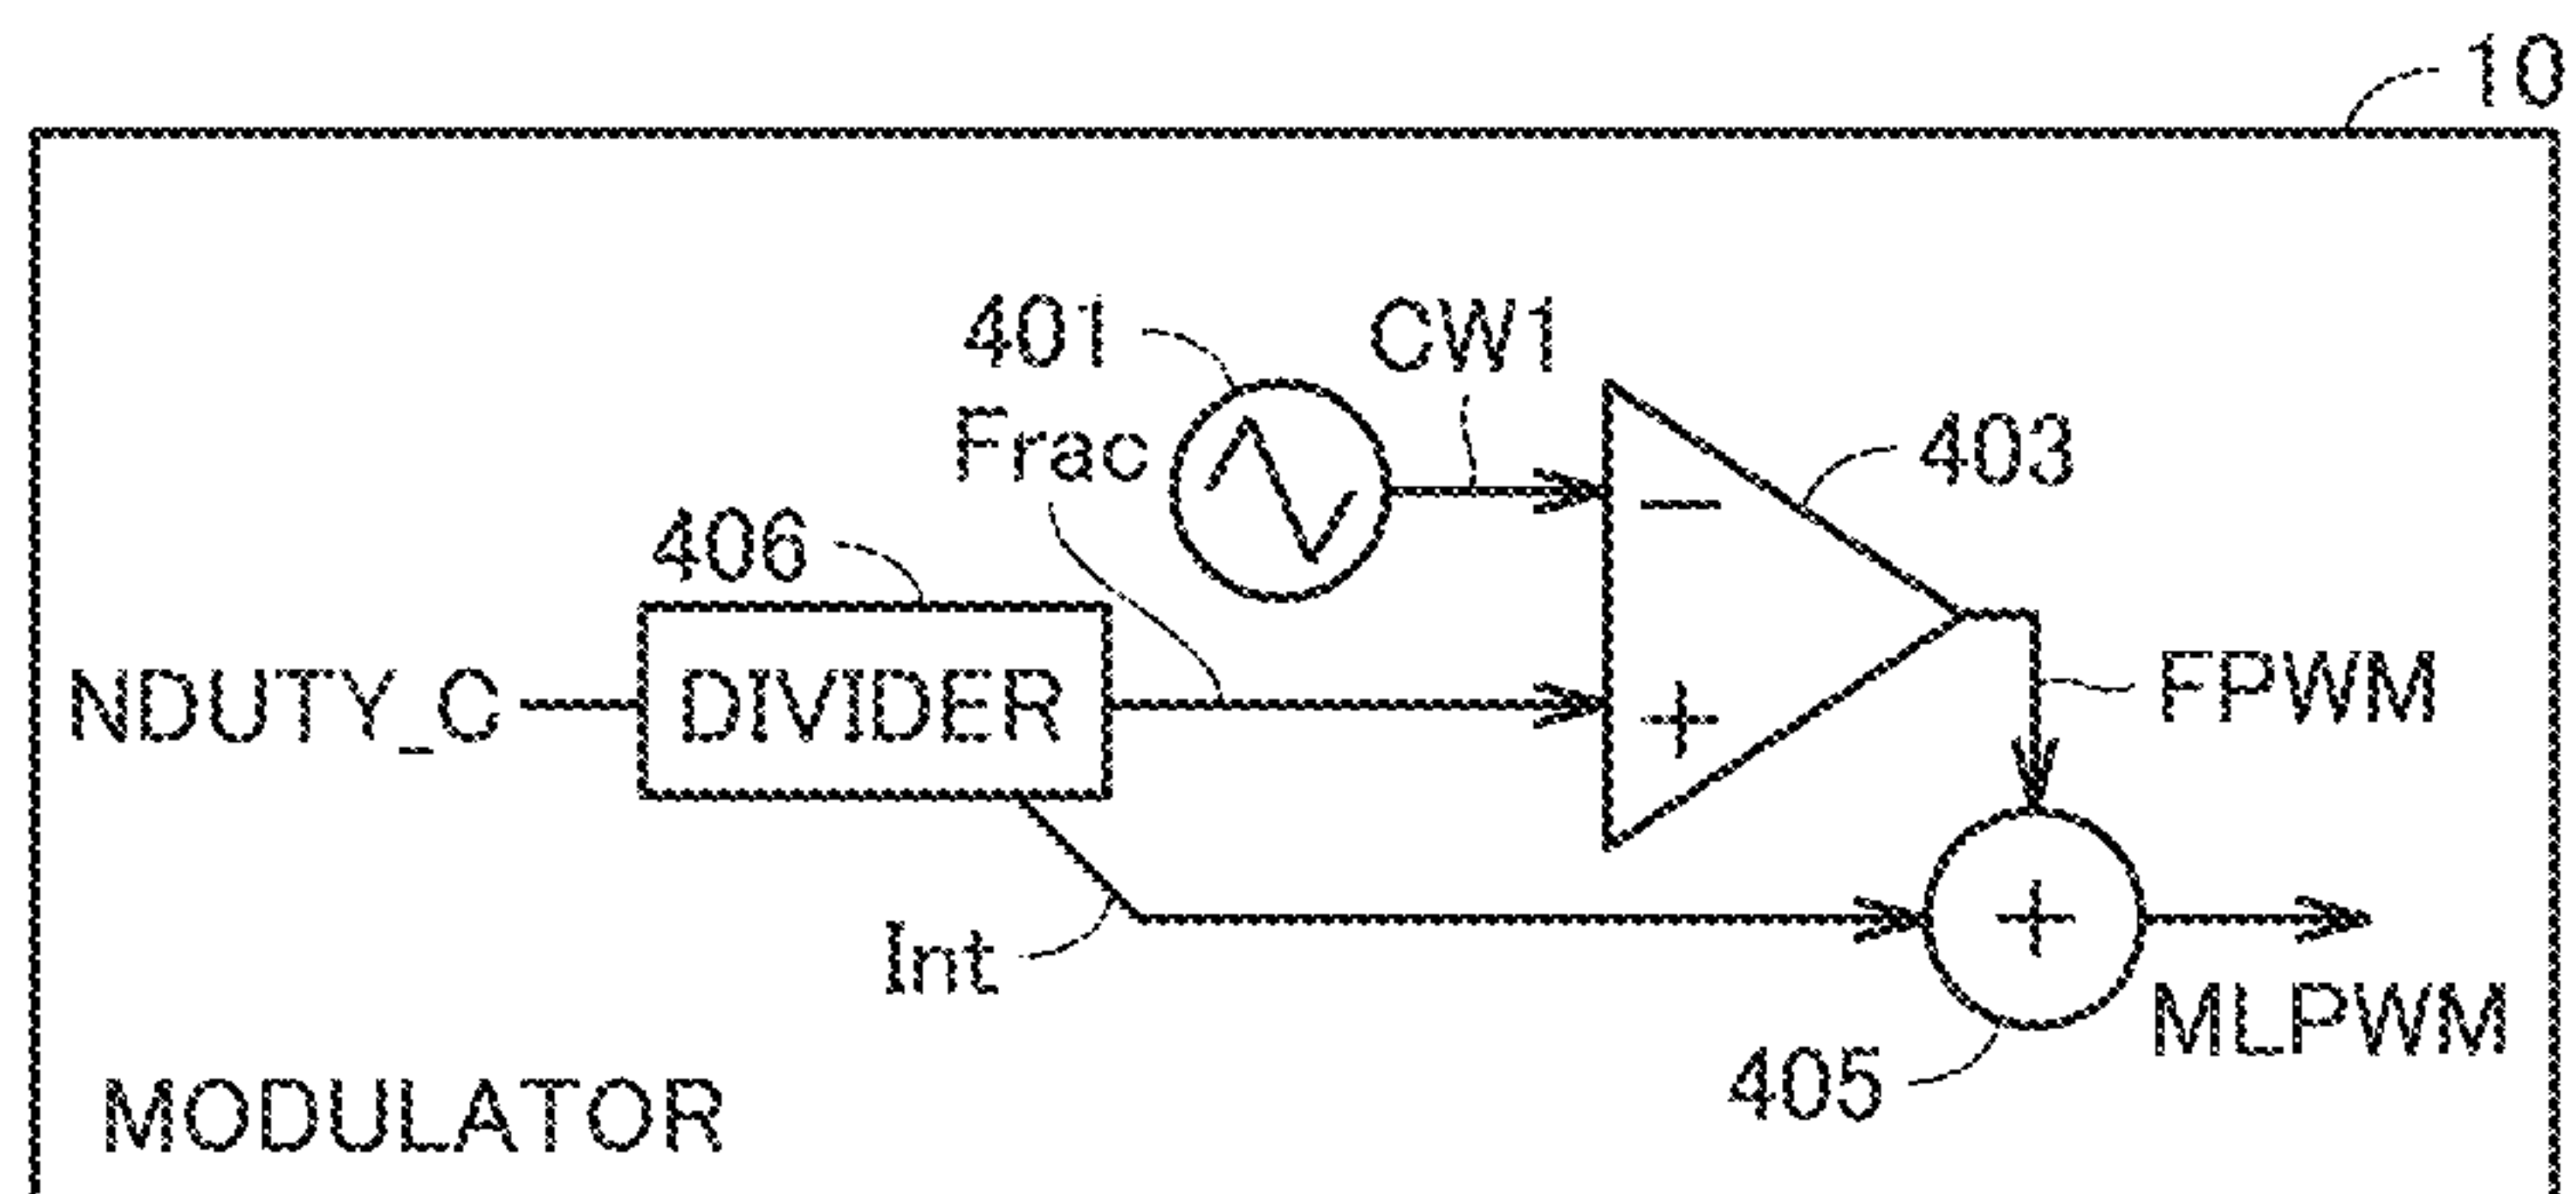 10
401
CW1
Frac
403
406
NDUTY_C
DIVIDER
−
+
FPWM
Int
+
MLPWM
405
MODULATOR